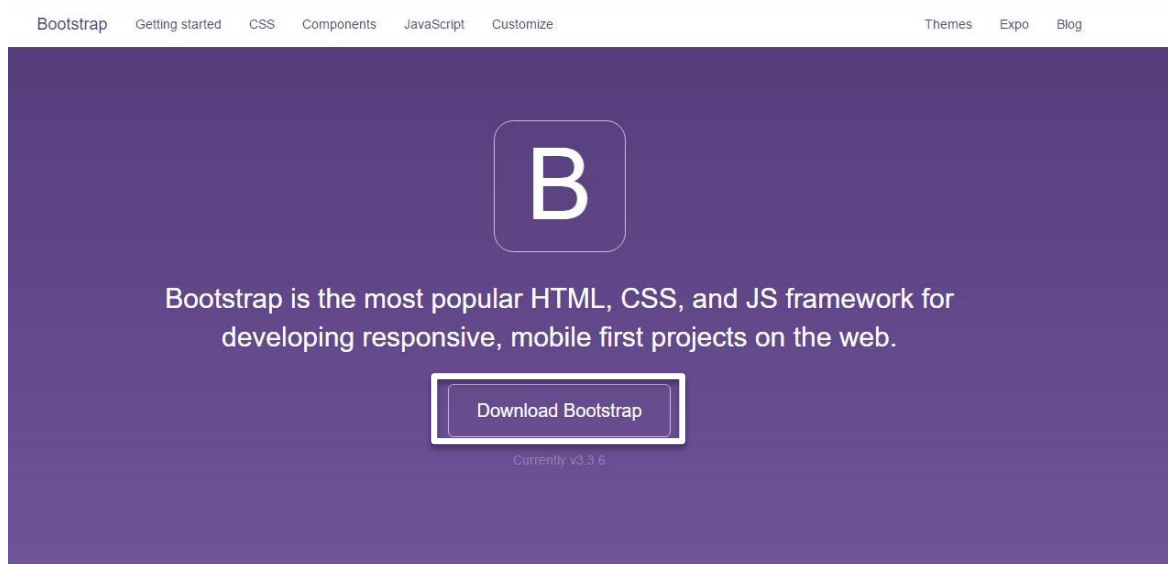 Bootstrap Getting started CSS Components JavaScript Customize Themes Expo Blog
B
Bootstrap is the most popular HTML, CSS, and JS framework for
developing responsive, mobile first projects on the web.
Download Bootstrap
Currently v3.3.6